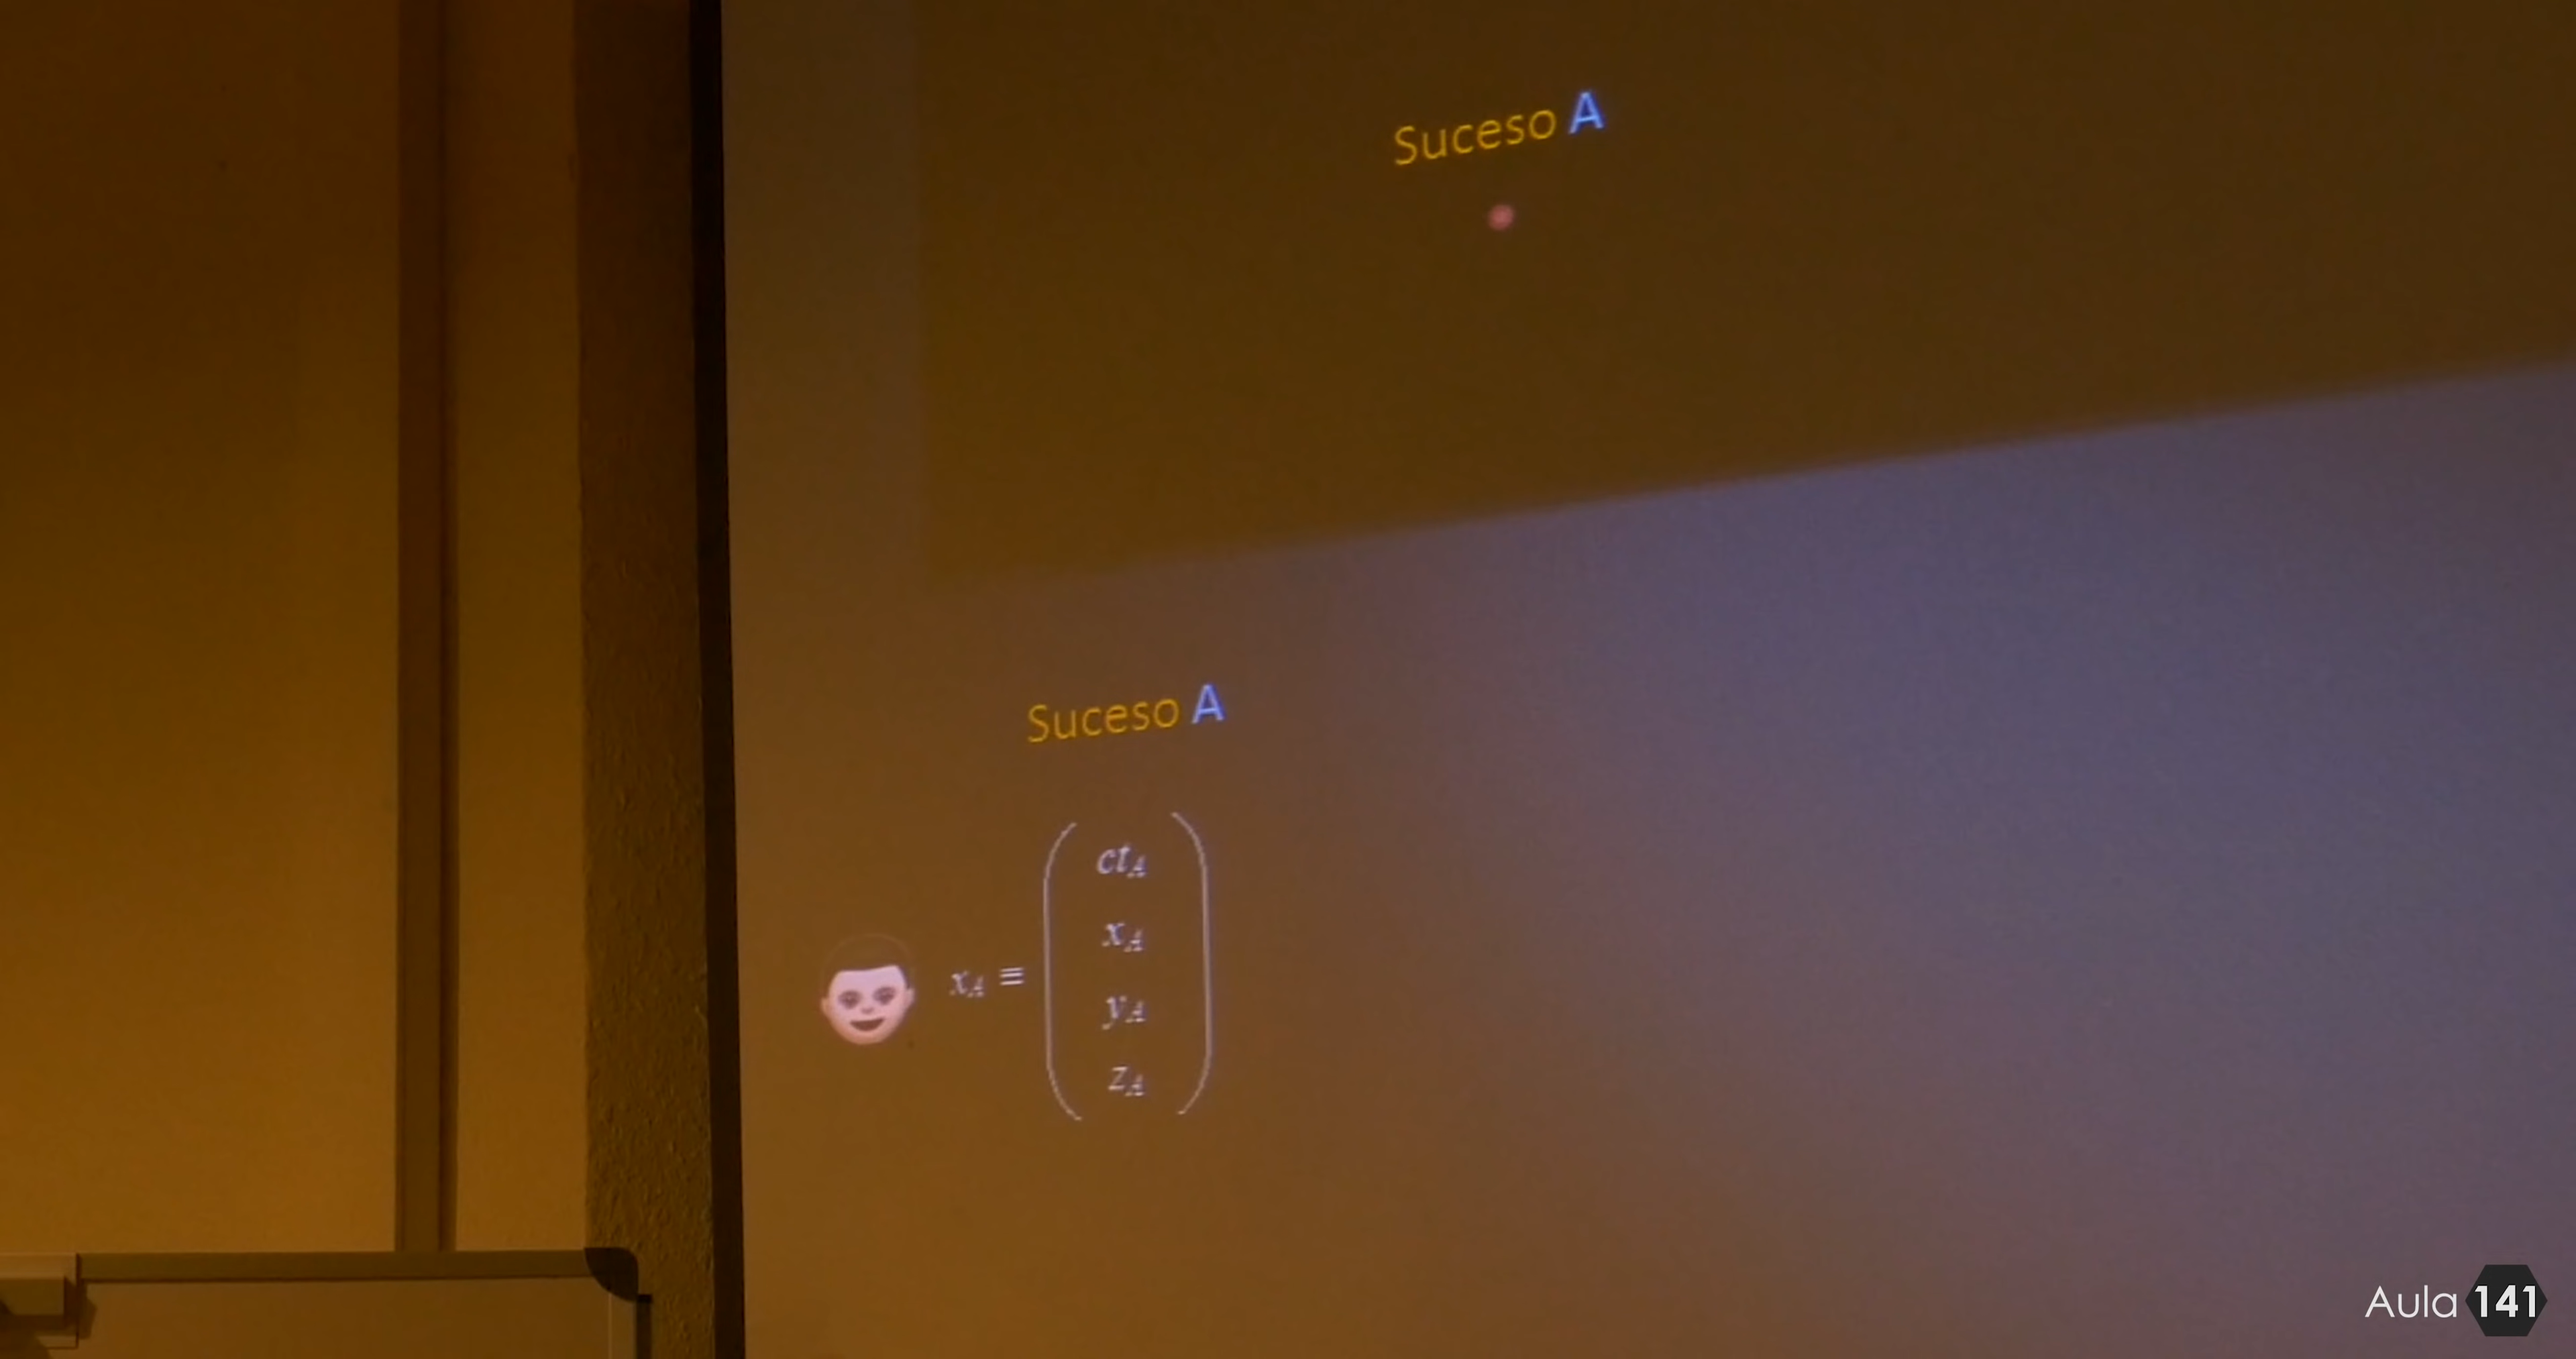 Suceso A
Suceso A
x_A ≡
ct_A
x_A
y_A
z_A
Aula 141